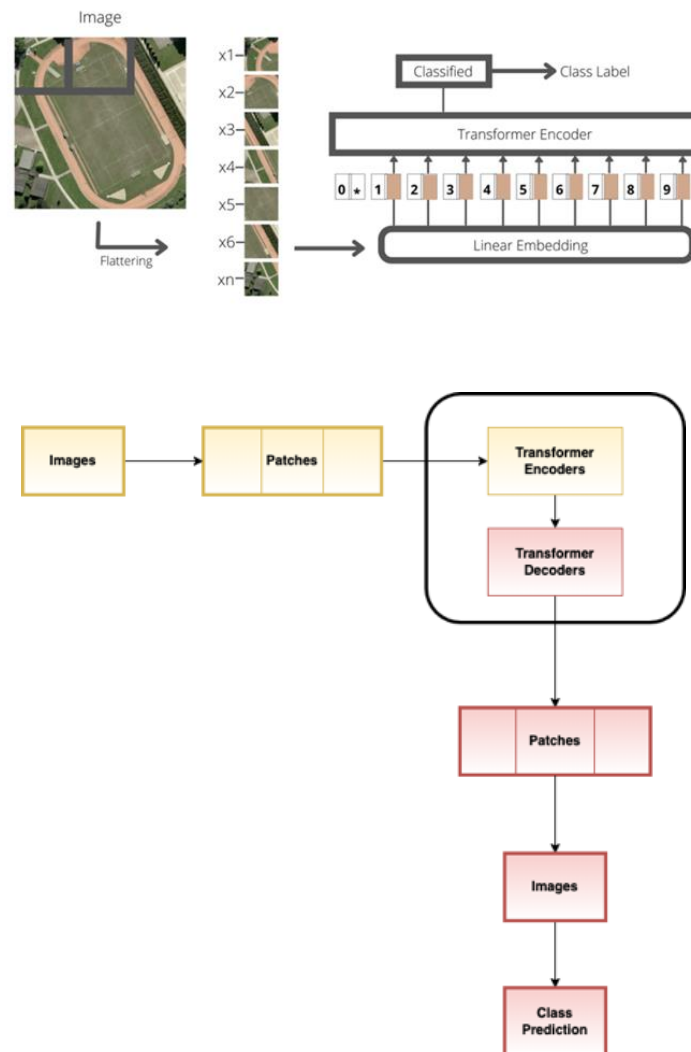 Image
x1
x2
x3
x4
x5
x6
xn
Flattering
Classified
Class Label
Transformer Encoder
0 * 1 2 3 4 5 6 7 8 9
Linear Embedding
Images
Patches
Transformer
Encoders
Transformer
Decoders
Patches
Images
Class
Prediction